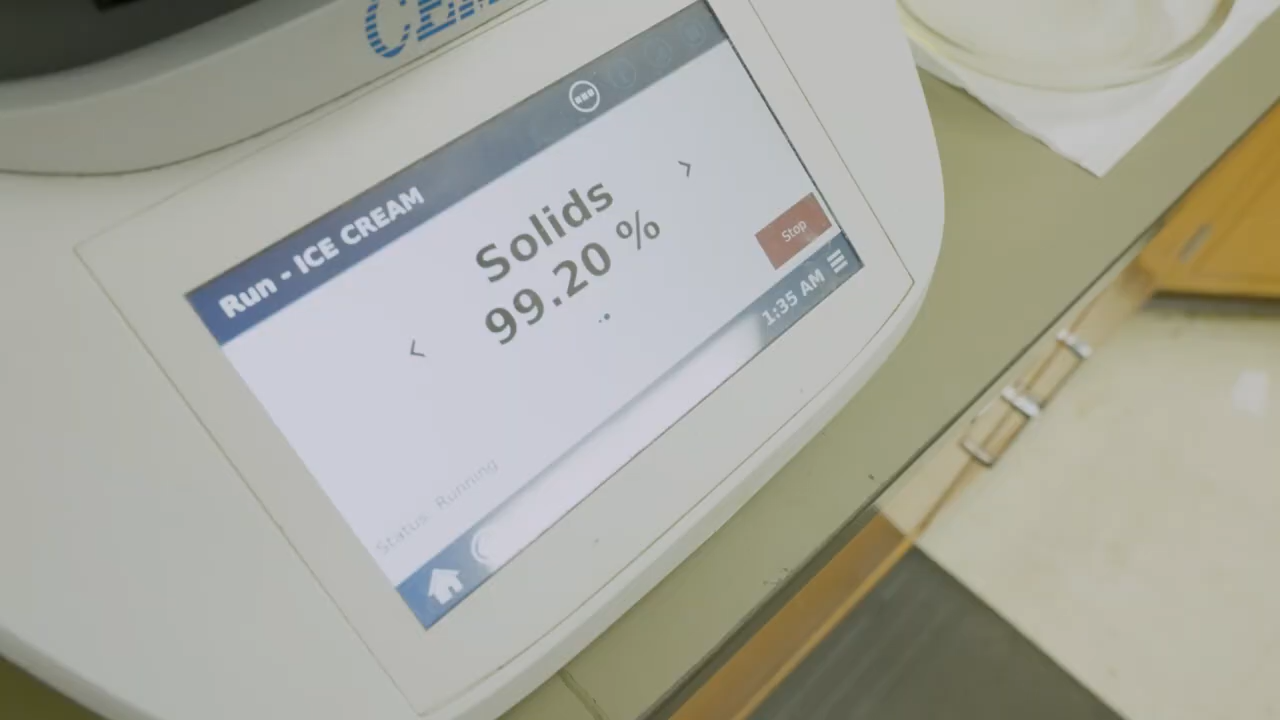 Run - ICE CREAM
Solids
99.20 %
Stop
Status: Running
1:35 AM